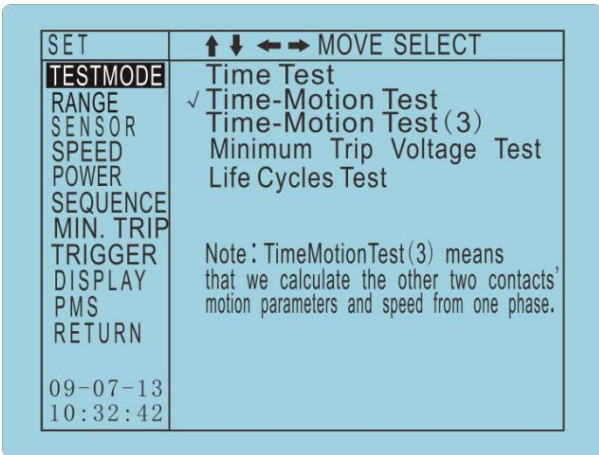 SET
↑ ↓ ← → MOVE SELECT
TESTMODE
RANGE
SENSOR
SPEED
POWER
SEQUENCE
MIN. TRIP
TRIGGER
DISPLAY
PMS
RETURN
09-07-13
10:32:42
Time Test
√ Time-Motion Test
Time-Motion Test(3)
Minimum Trip Voltage Test
Life Cycles Test
Note: TimeMotionTest(3) means
that we calculate the other two contacts'
motion parameters and speed from one phase.